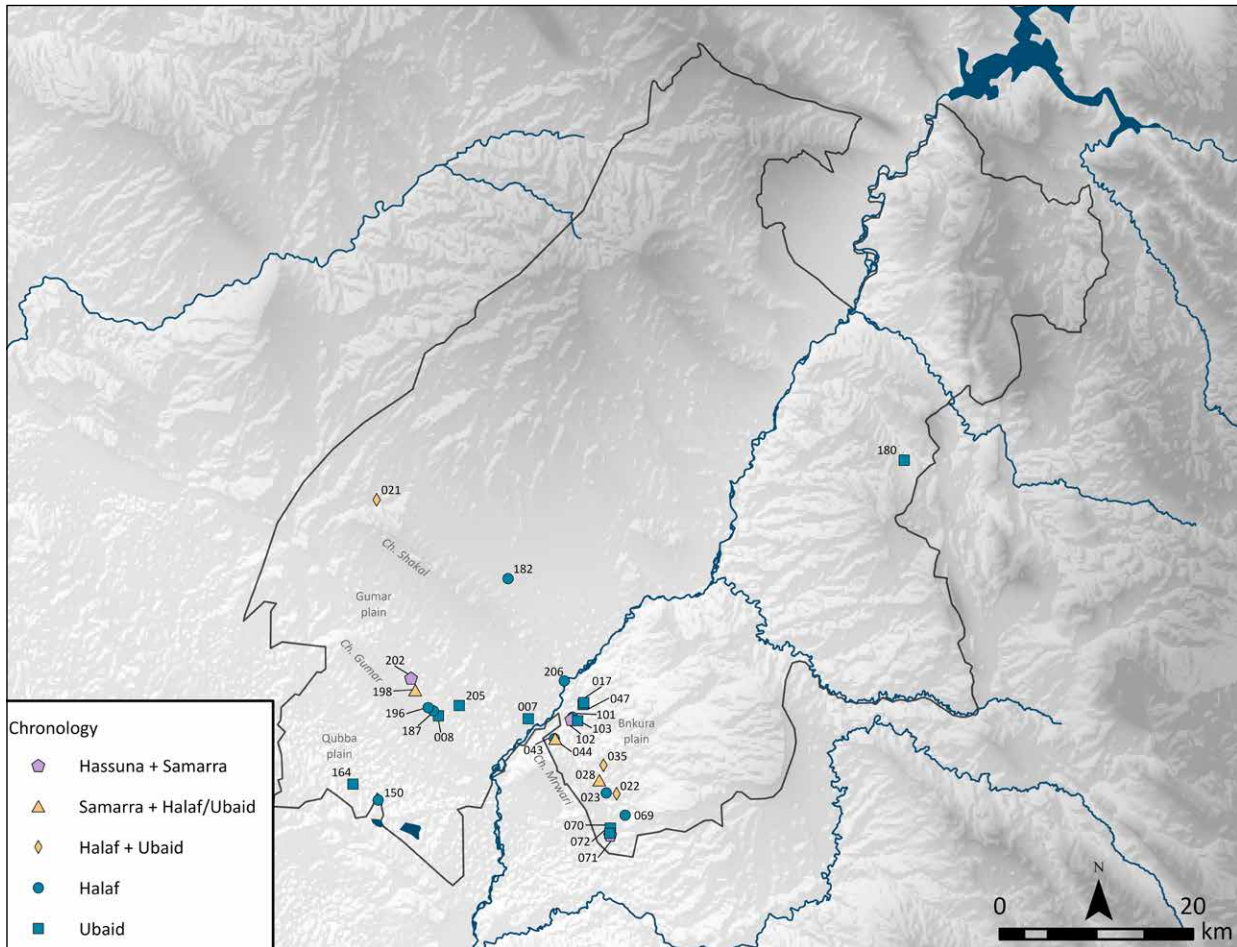 180
021
Ch. Shakal
182
Gumar
plain
Ch. Gumar
202
198
196
187
008
205
206
017
047
007
101
103
102
Bnkura
plain
043
044
Qubba
plain
035
028
Ch. Mrwari
164
150
023
022
069
070
072
071
Chronology
Hassuna + Samarra
Samarra + Halaf/Ubaid
Halaf + Ubaid
Halaf
Ubaid
N
0 20
km